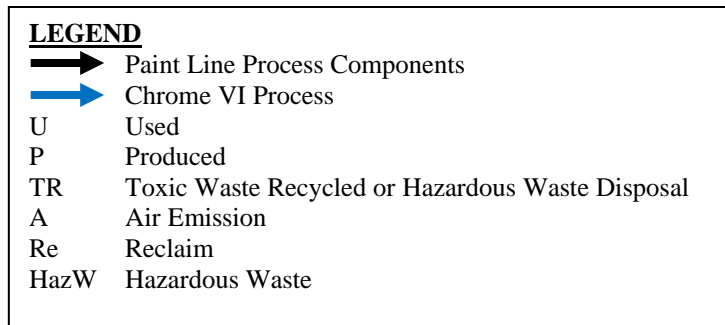 LEGEND
Paint Line Process Components
Chrome VI Process
U Used
P Produced
TR Toxic Waste Recycled or Hazardous Waste Disposal
A Air Emission
Re Reclaim
HazW Hazardous Waste